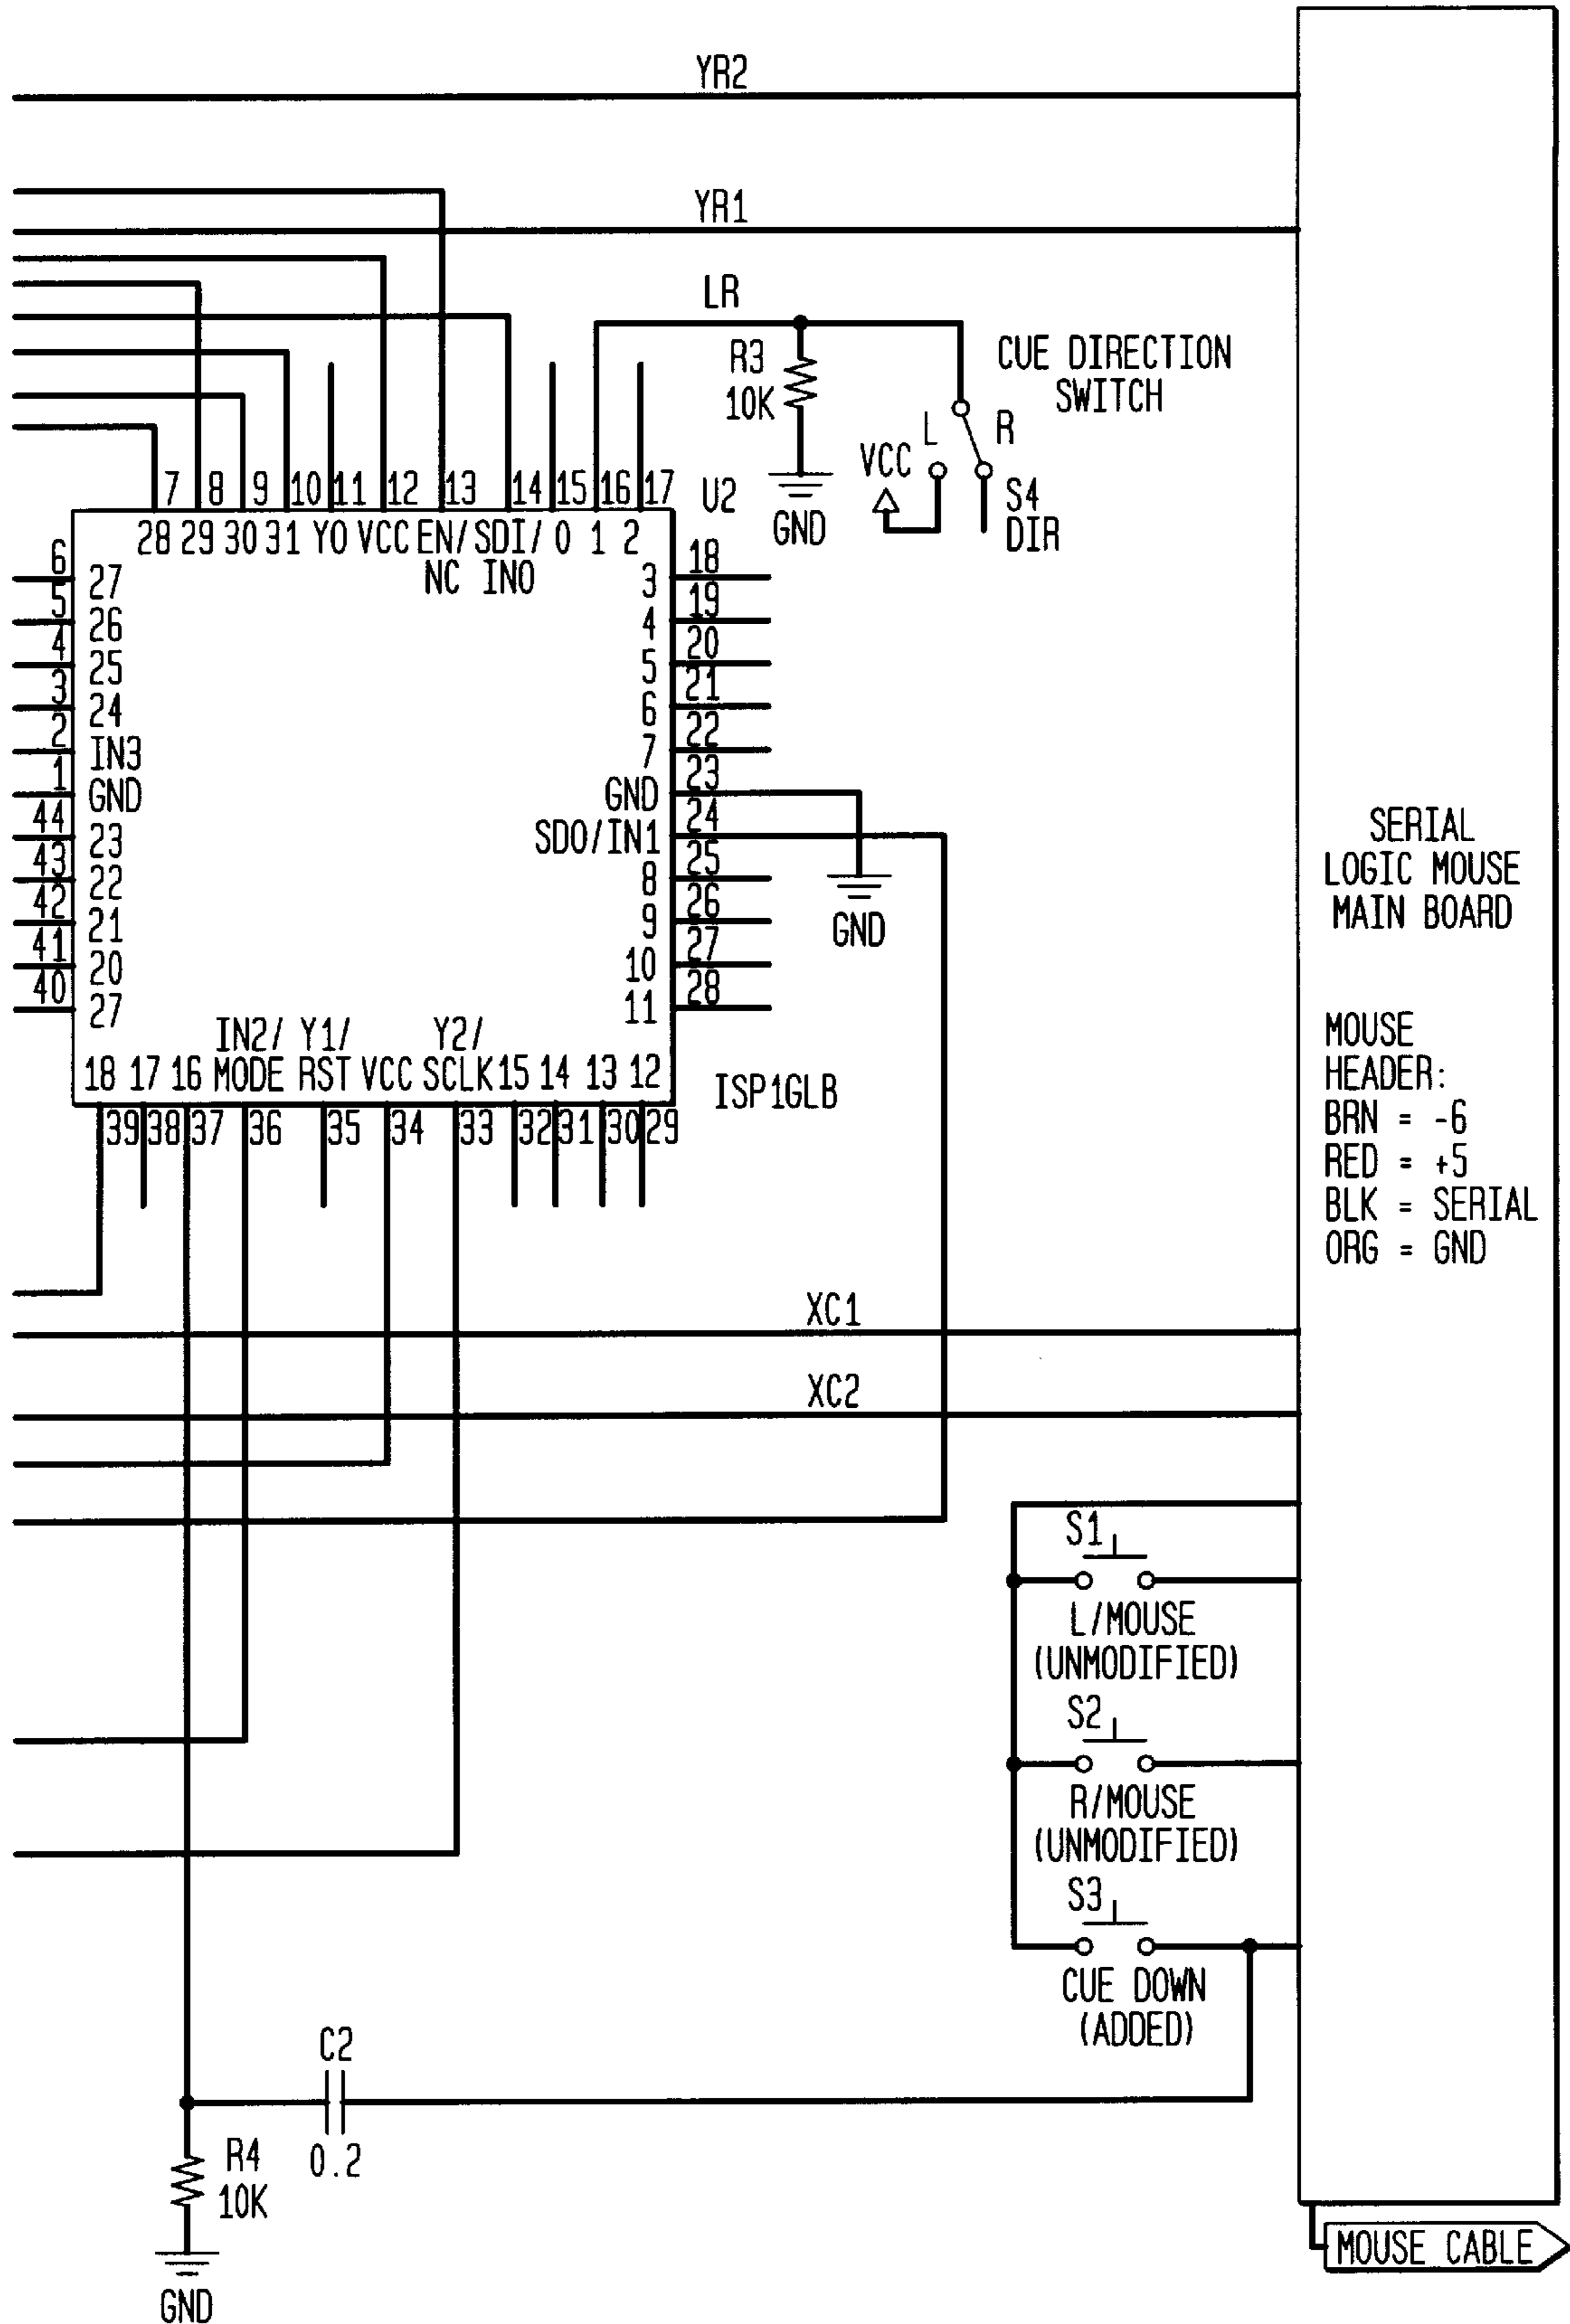 YR2
YR1
LR
R3
10K
GND
CUE DIRECTION
SWITCH
L
R
VCC
S4
DIR
U2
7 8 9 10 11 12 13 14 15 16 17
28 29 30 31 Y0 VCC EN/ SDI/ 0 1 2
NC IN0
6 27
5 26
4 25
3 24
2 IN3
1 GND
44 23
43 22
42 21
41 20
40 27
3 18
4 19
5 20
6 21
7 22
GND 23
SDO/IN1 24
8 25
9 26
10 27
11 28
GND
IN2/ Y1/ Y2/
18 17 16 MODE RST VCC SCLK 15 14 13 12
39 38 37 36 35 34 33 32 31 30 29
ISP1GLB
SERIAL
LOGIC MOUSE
MAIN BOARD
MOUSE
HEADER:
BRN = -6
RED = +5
BLK = SERIAL
ORG = GND
XC1
XC2
S1
L/MOUSE
(UNMODIFIED)
S2
R/MOUSE
(UNMODIFIED)
S3
CUE DOWN
(ADDED)
C2
0.2
R4
10K
GND
MOUSE CABLE